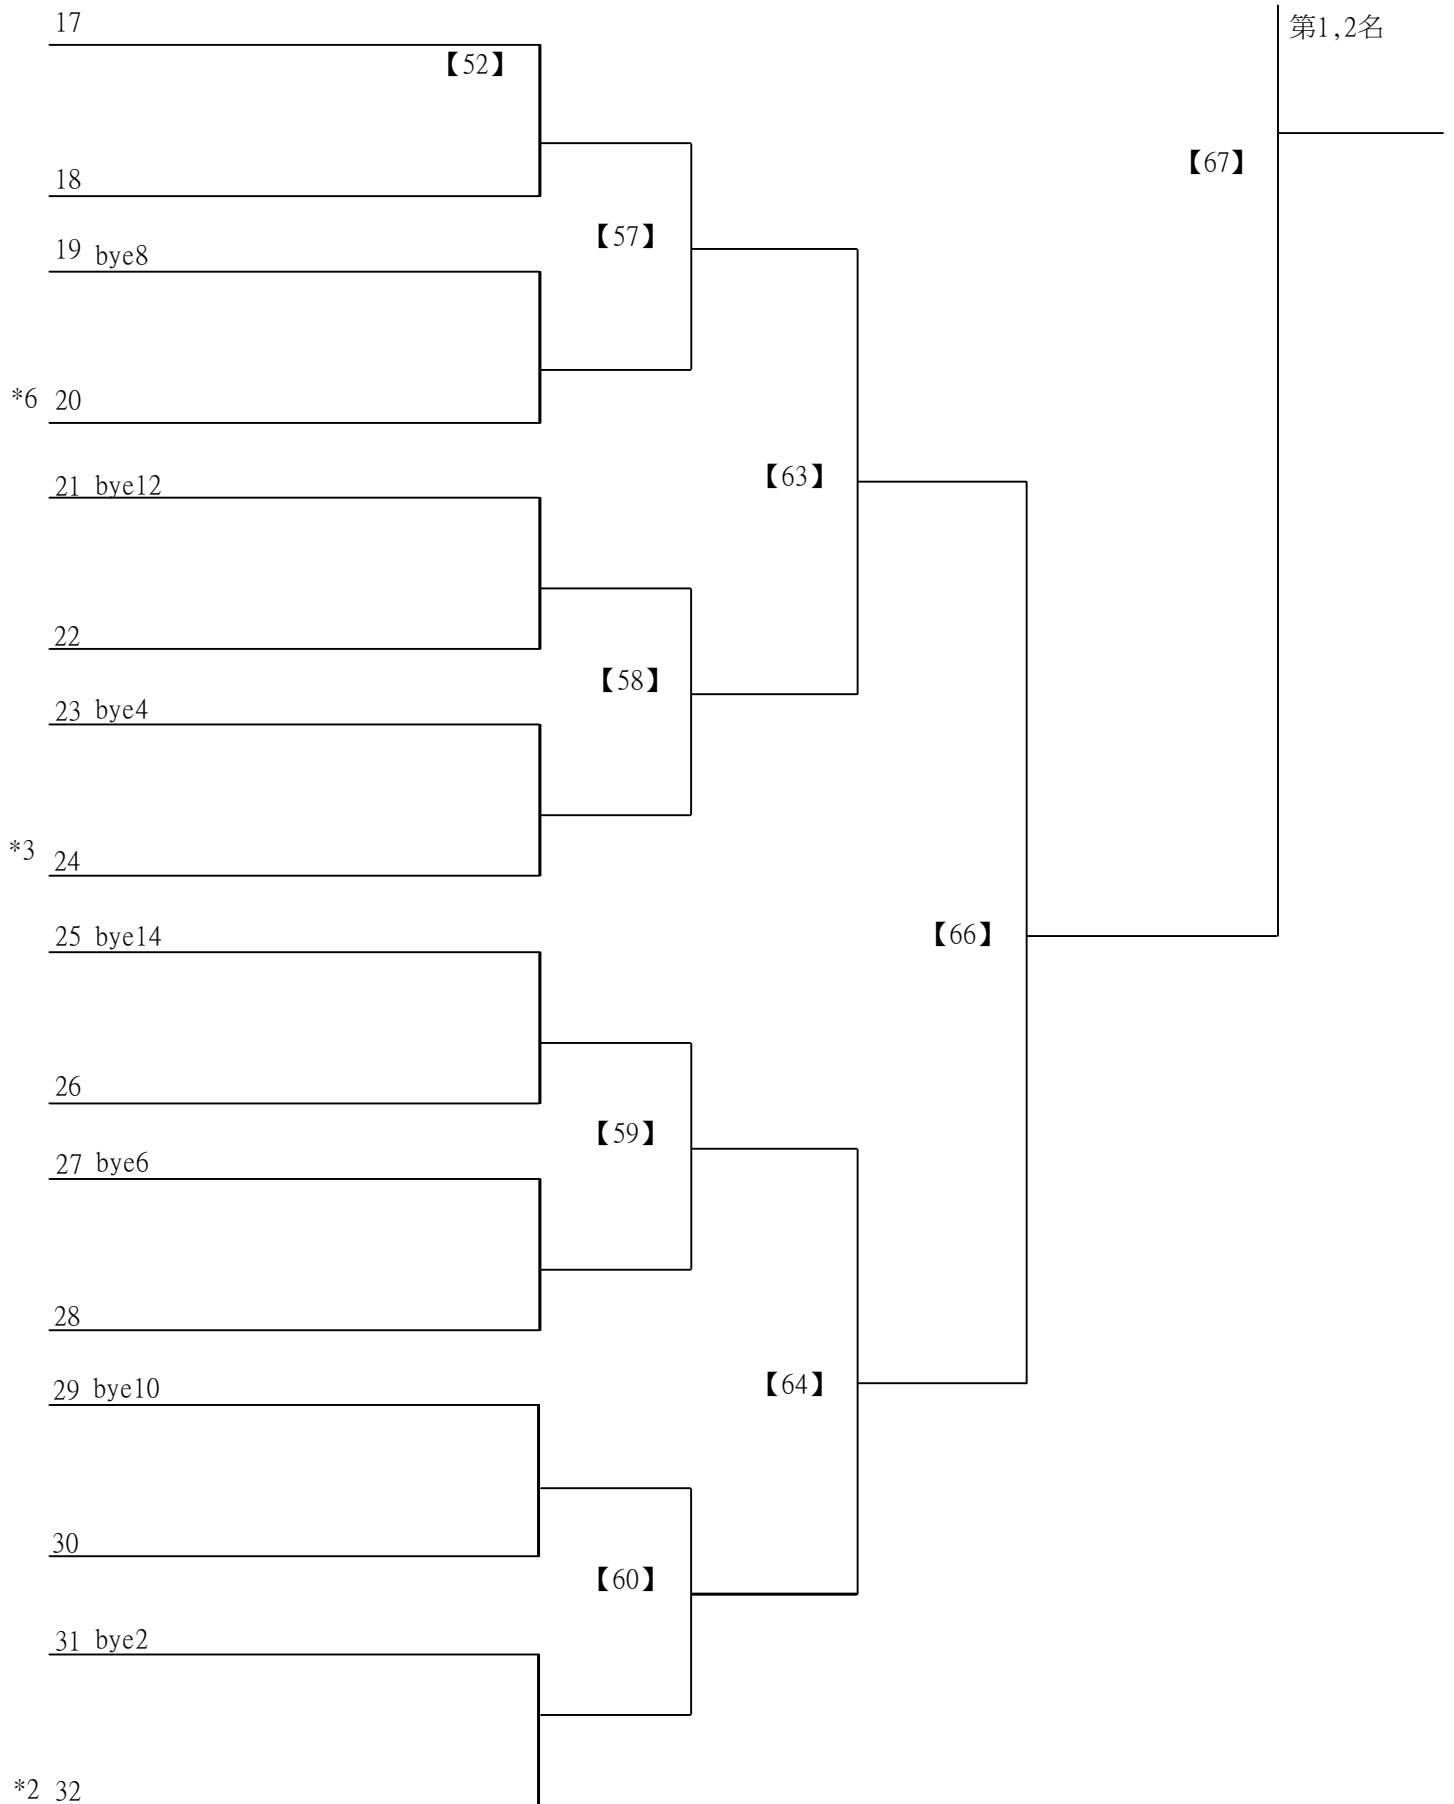 17
第1,2名
【52】
【67】
18
【57】
19 bye8
*6 20
【63】
21 bye12
22
【58】
23 bye4
*3 24
【66】
25 bye14
26
【59】
27 bye6
28
【64】
29 bye10
30
【60】
31 bye2
*2 32